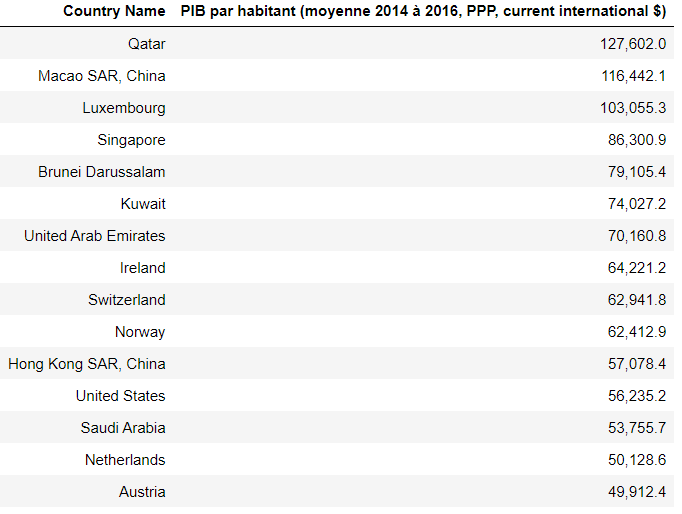 Country Name PIB par habitant (moyenne 2014 à 2016, PPP, current international $)
Qatar 127,602.0
Macao SAR, China 116,442.1
Luxembourg 103,055.3
Singapore 86,300.9
Brunei Darussalam 79,105.4
Kuwait 74,027.2
United Arab Emirates 70,160.8
Ireland 64,221.2
Switzerland 62,941.8
Norway 62,412.9
Hong Kong SAR, China 57,078.4
United States 56,235.2
Saudi Arabia 53,755.7
Netherlands 50,128.6
Austria 49,912.4